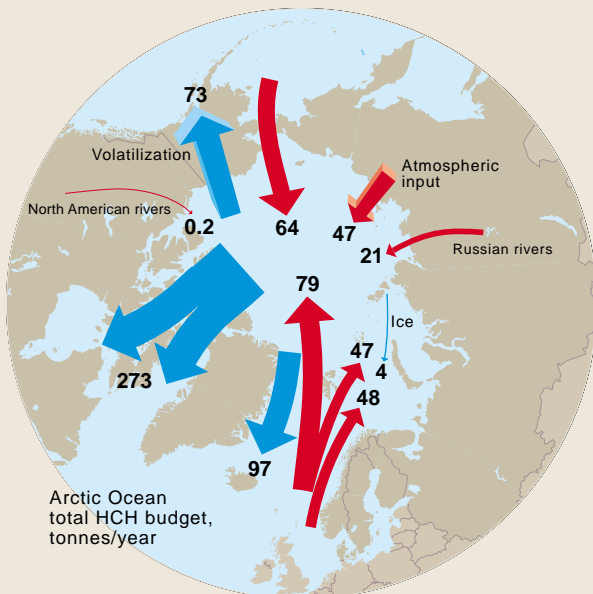 73
Volatilization
Atmospheric
input
North American rivers
0.2
64
47
21
Russian rivers
79
Ice
47
4
273
48
97
Arctic Ocean
total HCH budget,
tonnes/year